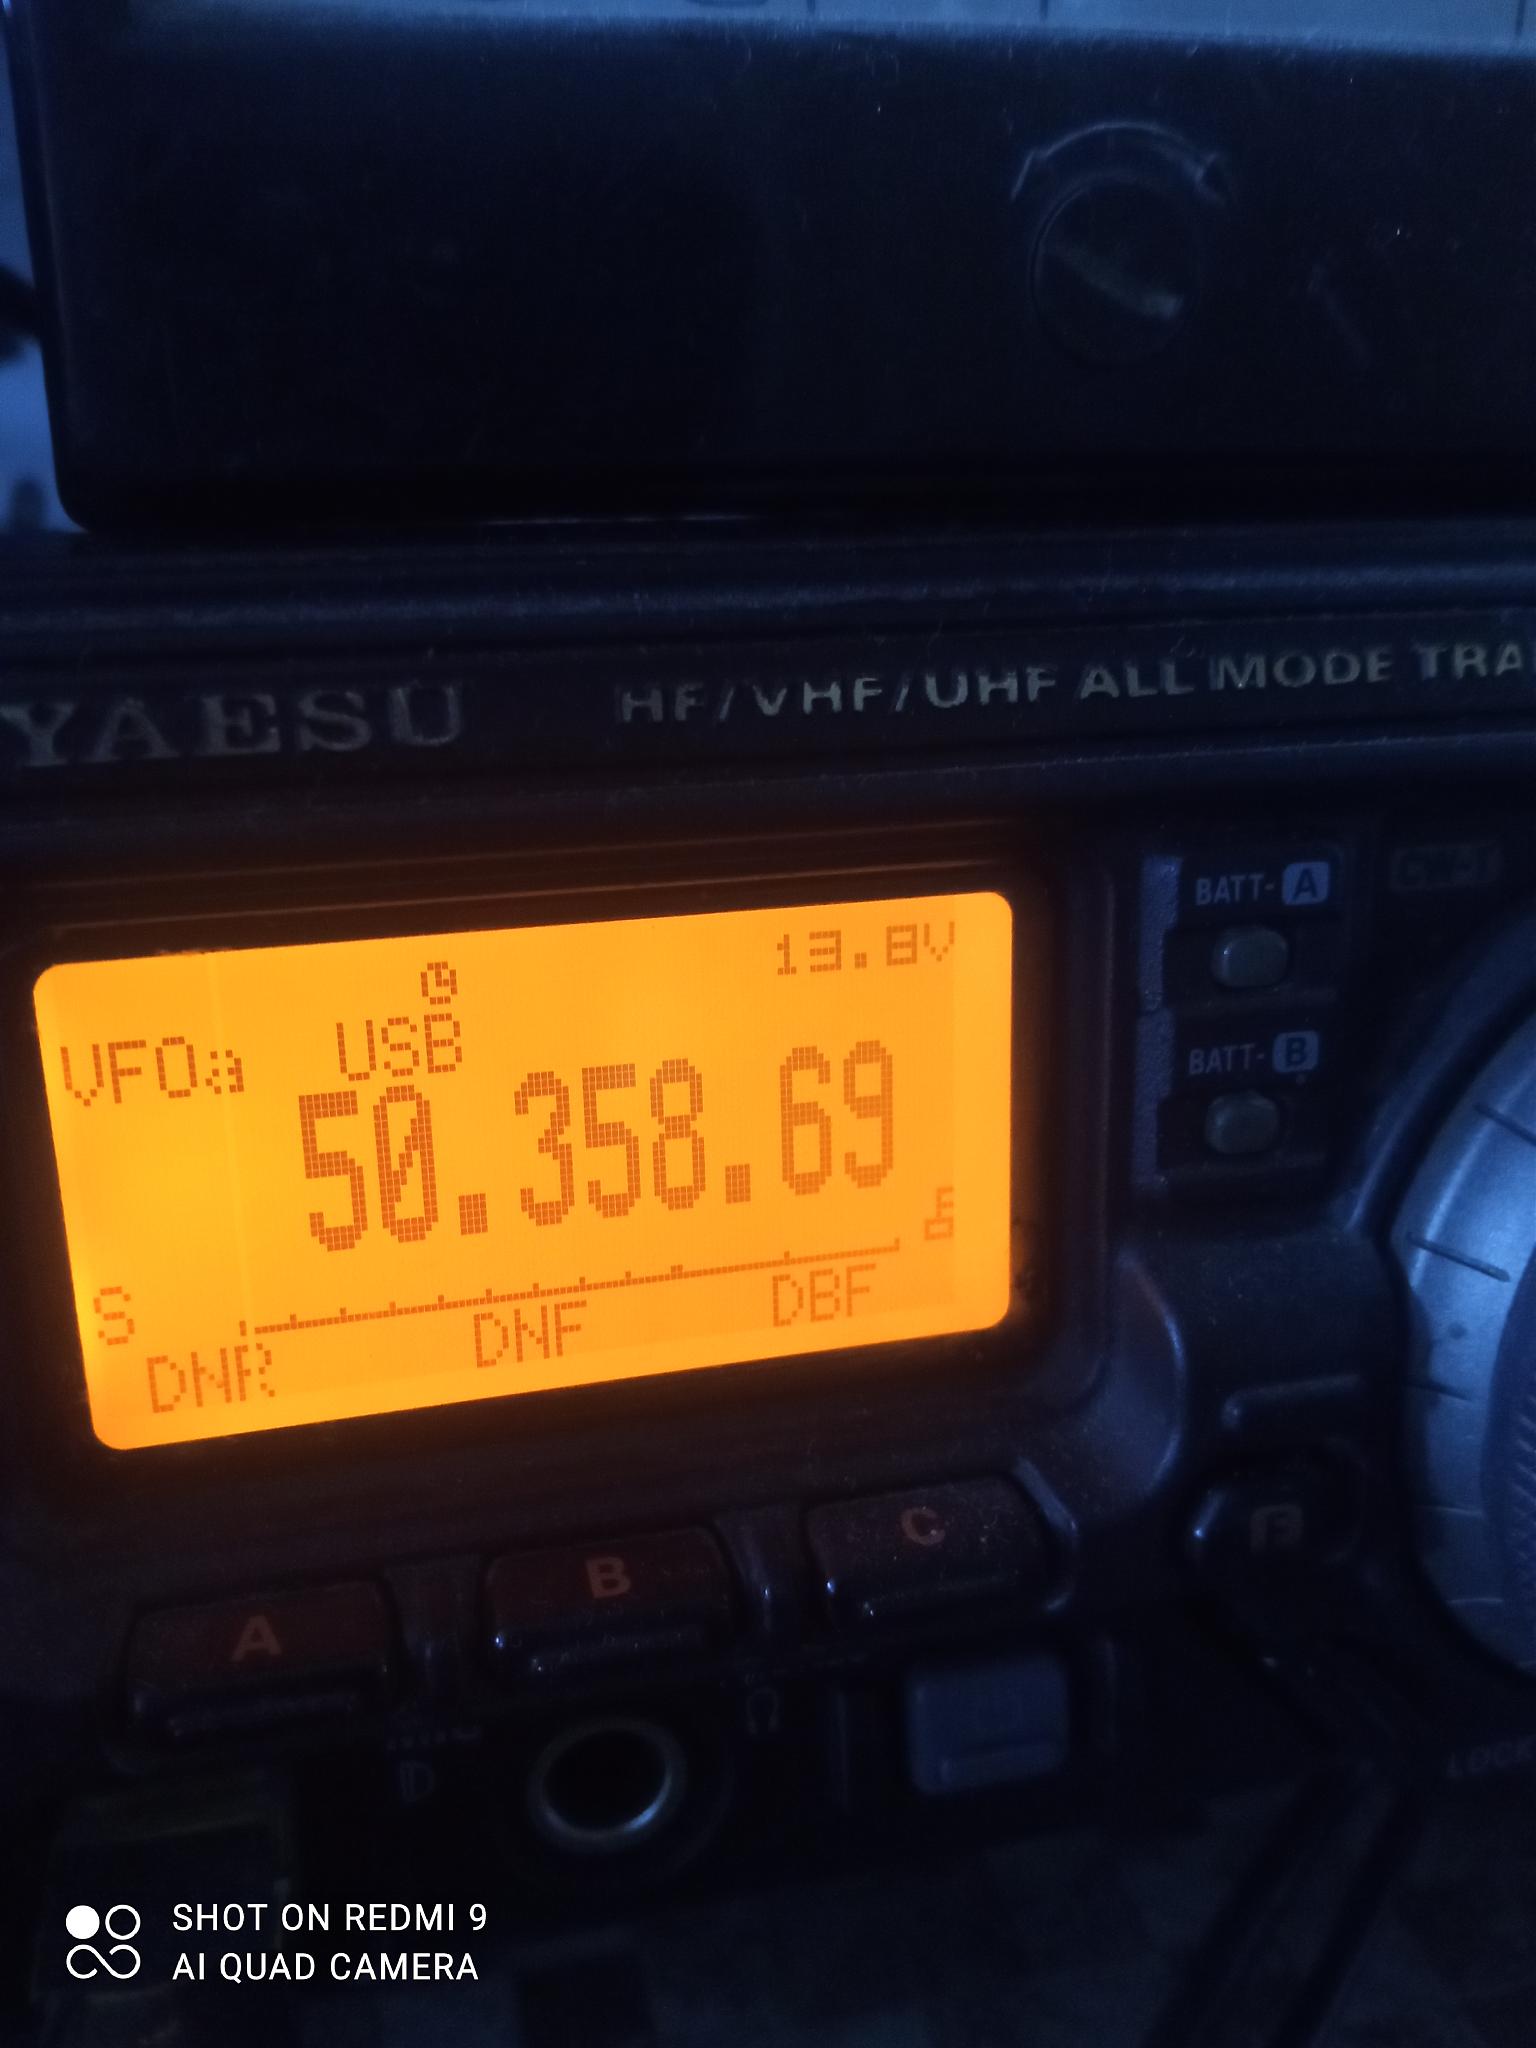 YAESU HF/VHF/UHF ALL MODE TRA
BATT-A
BATT-B
13.8V
VFOa USB
50.358.69
S
DNR DNF DBF
A B C
F
LOCK
SHOT ON REDMI 9
AI QUAD CAMERA